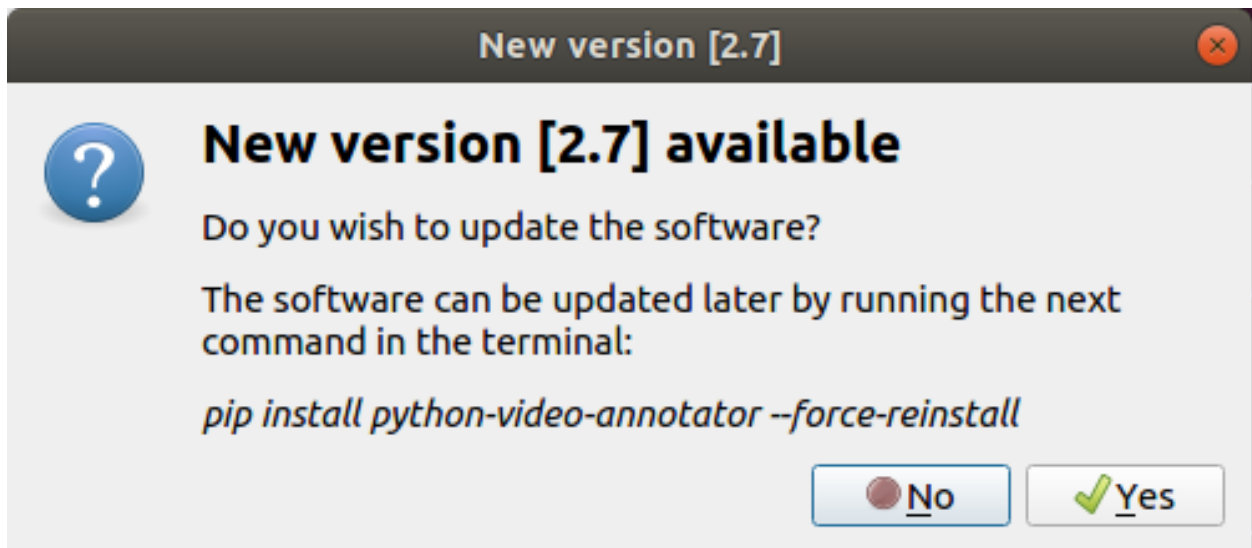 New version [2.7]
New version [2.7] available
Do you wish to update the software?
The software can be updated later by running the next
command in the terminal:
pip install python-video-annotator --force-reinstall
No
Yes